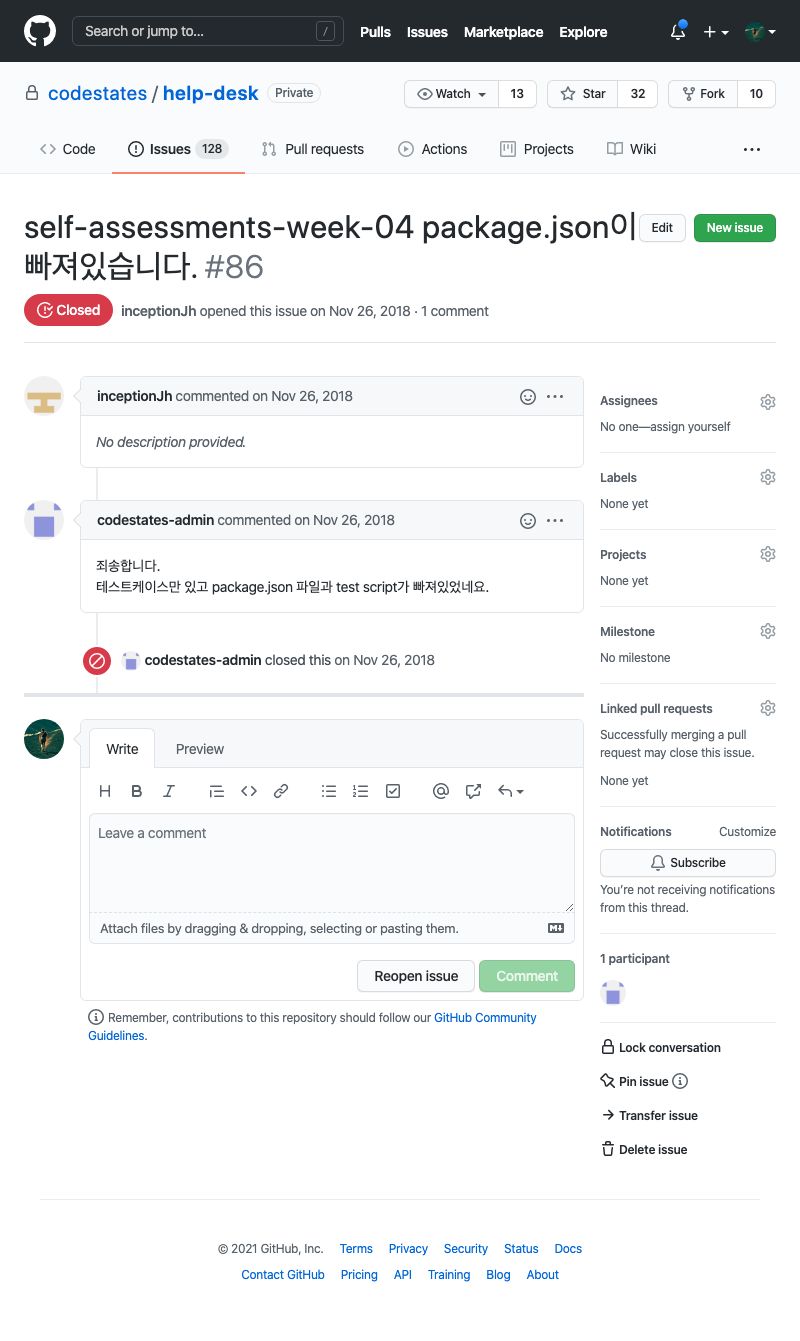 Search or jump to...
/
Pulls
Issues
Marketplace
Explore
codestates / help-desk
Private
Watch
13
Star
32
Fork
10
Code
Issues 128
Pull requests
Actions
Projects
Wiki
self-assessments-week-04 package.json이
빠져있습니다. #86
Edit
New issue
Closed
inceptionJh opened this issue on Nov 26, 2018 · 1 comment
inceptionJh commented on Nov 26, 2018
No description provided.
codestates-admin commented on Nov 26, 2018
죄송합니다.
테스트케이스만 있고 package.json 파일과 test script가 빠져있었네요.
codestates-admin closed this on Nov 26, 2018
Write
Preview
H B I
Leave a comment
Attach files by dragging & dropping, selecting or pasting them.
Reopen issue
Comment
Remember, contributions to this repository should follow our GitHub Community
Guidelines.
Assignees
No one—assign yourself
Labels
None yet
Projects
None yet
Milestone
No milestone
Linked pull requests
Successfully merging a pull
request may close this issue.
None yet
Notifications
Customize
Subscribe
You're not receiving notifications
from this thread.
1 participant
Lock conversation
Pin issue
Transfer issue
Delete issue
© 2021 GitHub, Inc.
Terms
Privacy
Security
Status
Docs
Contact GitHub
Pricing
API
Training
Blog
About